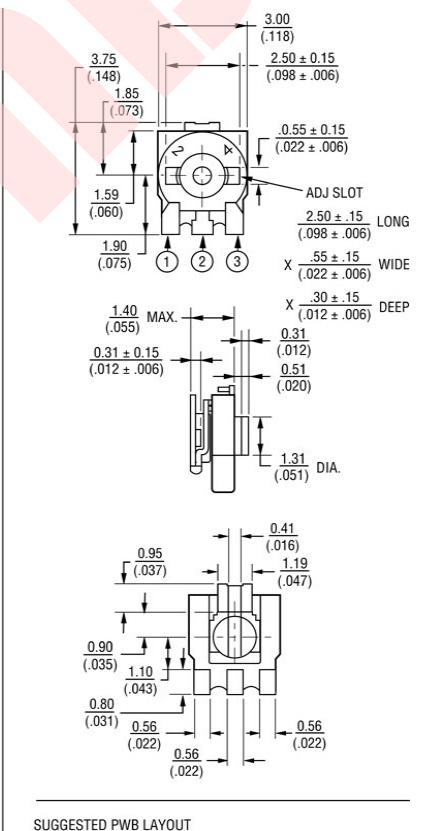 3.00
(.118)
3.75
(.148)
2.50 ± 0.15
(.098 ± .006)
1.85
(.073)
2
4
.0.55 ± 0.15
(.022 ± .006)
1.59
(.060)
ADJ SLOT
2.50 ± .15 LONG
(.098 ± .006)
1.90
(.075)
1
2
3
X .55 ± .15 WIDE
(.022 ± .006)
X .30 ± .15 DEEP
(.012 ± .006)
1.40 MAX.
(.055)
0.31
(.012)
0.31 ± 0.15
(.012 ± .006)
0.51
(.020)
1.31 DIA.
(.051)
0.41
(.016)
0.95
(.037)
1.19
(.047)
0.90
(.035)
1.10
(.043)
0.80
(.031)
0.56
(.022)
0.56
(.022)
0.56
(.022)
SUGGESTED PWB LAYOUT